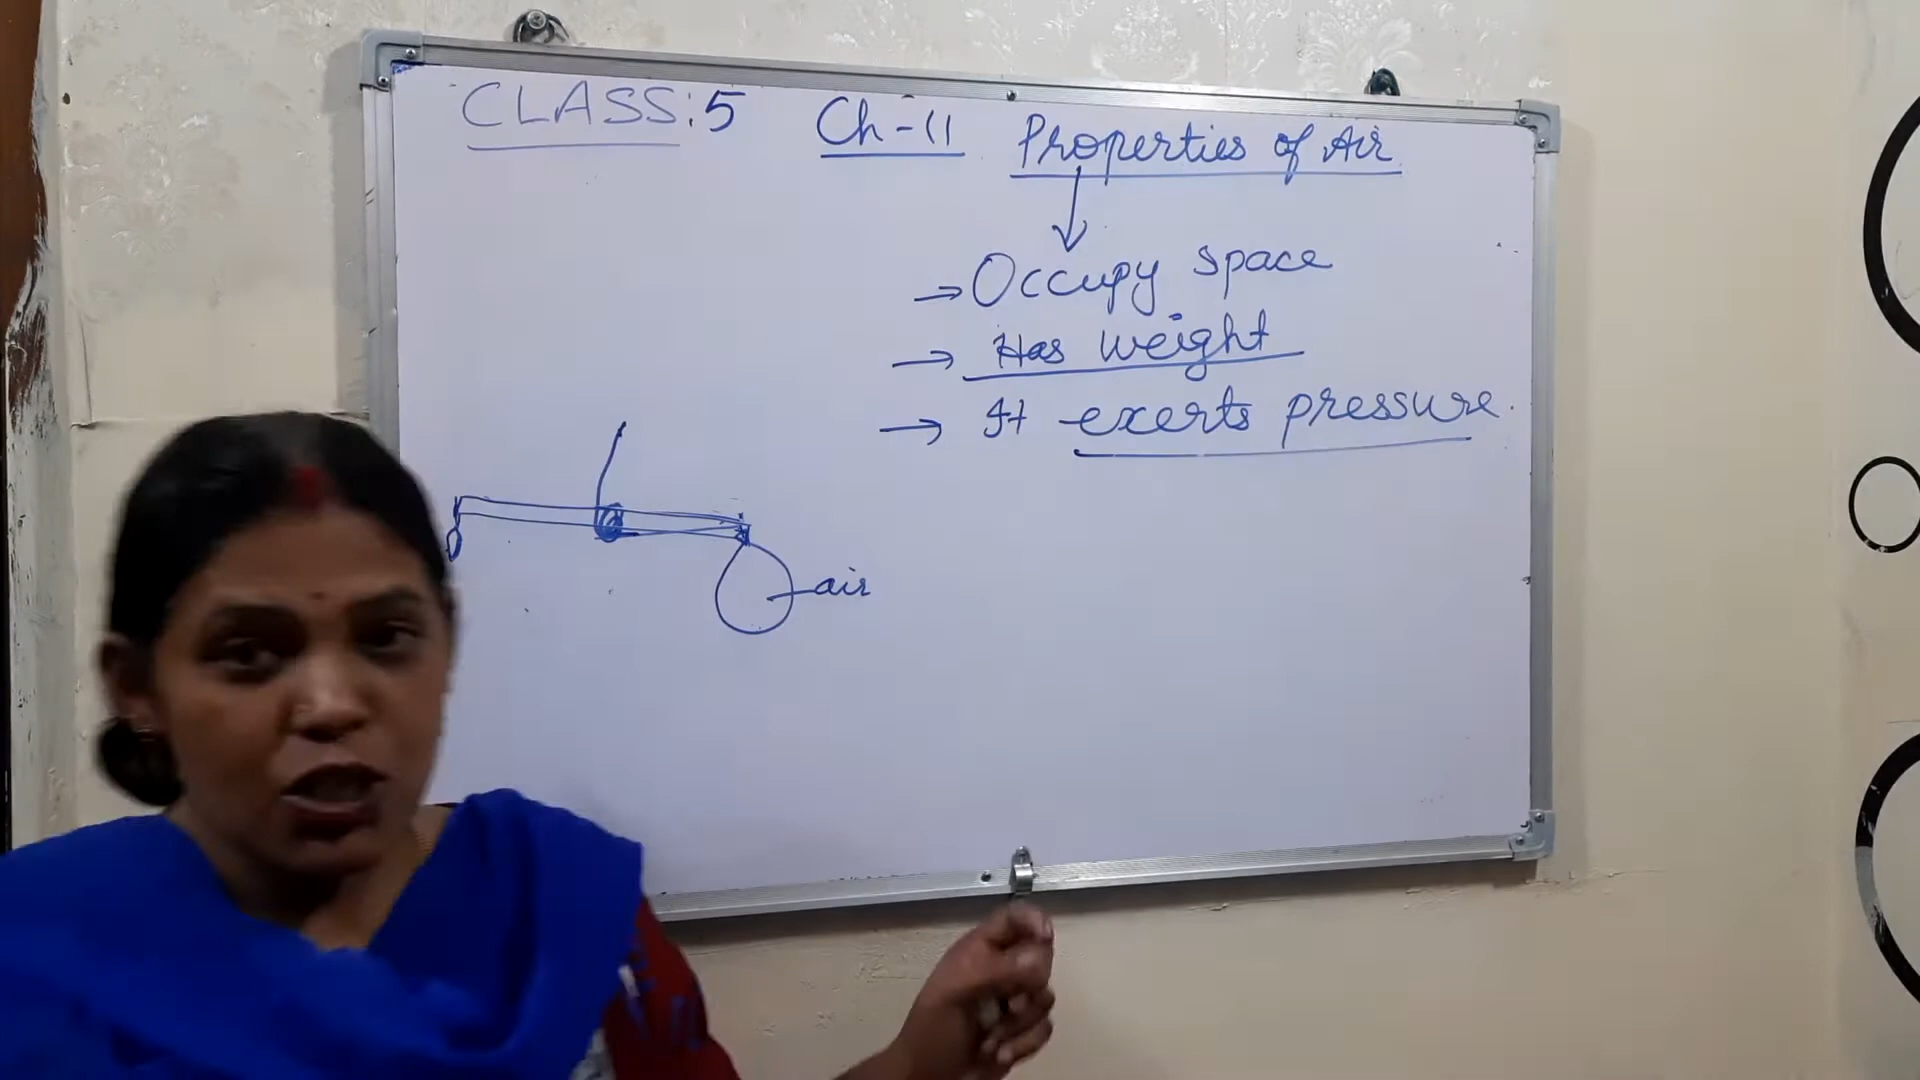 CLASS: 5 Ch-11 Properties of Air
→ Occupy space
→ Has weight
→ It exerts pressure.
air